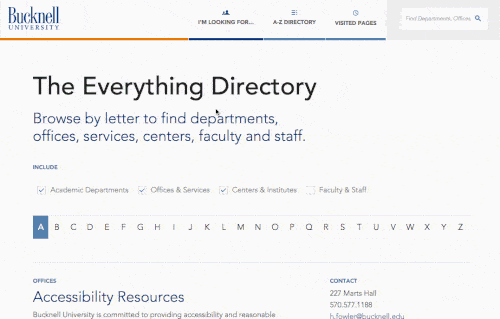 Bucknell
UNIVERSITY
I'M LOOKING FOR...
A-Z DIRECTORY
VISITED PAGES
Find Departments, Offices,
The Everything Directory
Browse by letter to find departments,
offices, services, centers, faculty and staff.
INCLUDE
Academic Departments
Offices & Services
Centers & Institutes
Faculty & Staff
A B C D E F G H I J K L M N O P Q R S T U V W X Y Z
OFFICES
Accessibility Resources
Bucknell University is committed to providing accessibility and reasonable
CONTACT
227 Marts Hall
570.577.1188
h.fowler@bucknell.edu